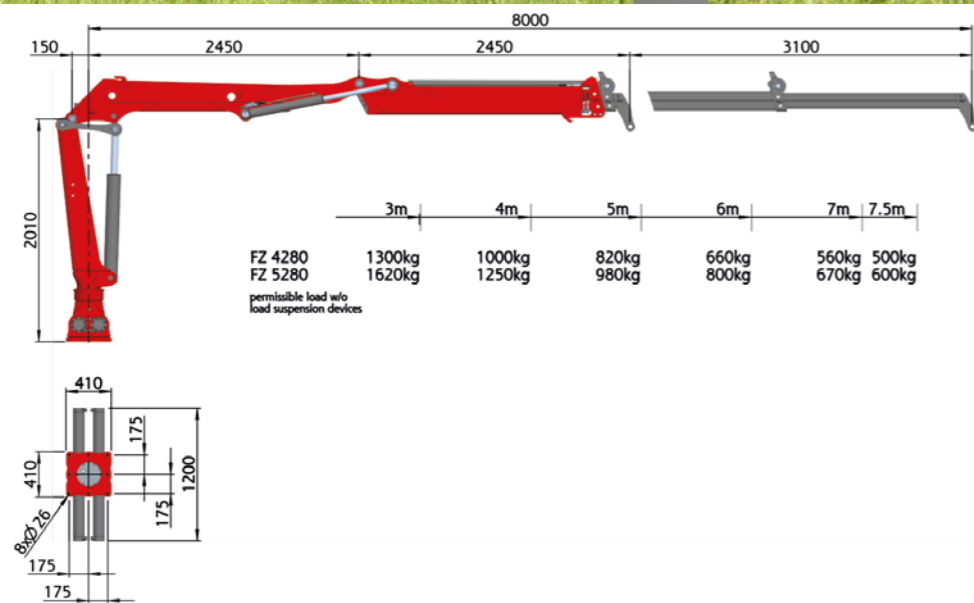 8000
150 2450 2450 3100
2010
3m 4m 5m 6m 7m 7.5m
FZ 4280 1300kg 1000kg 820kg 660kg 560kg 500kg
FZ 5280 1620kg 1250kg 980kg 800kg 670kg 600kg
permissible load w/o
load suspension devices
410
175
410
1200
175
8xØ 26
175
175